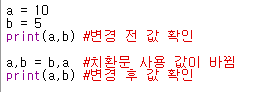 a = 10
b = 5
print(a,b) #변경 전 값 확인
a,b = b,a #치환문 사용 값이 바뀜
print(a,b) #변경 후 값 확인